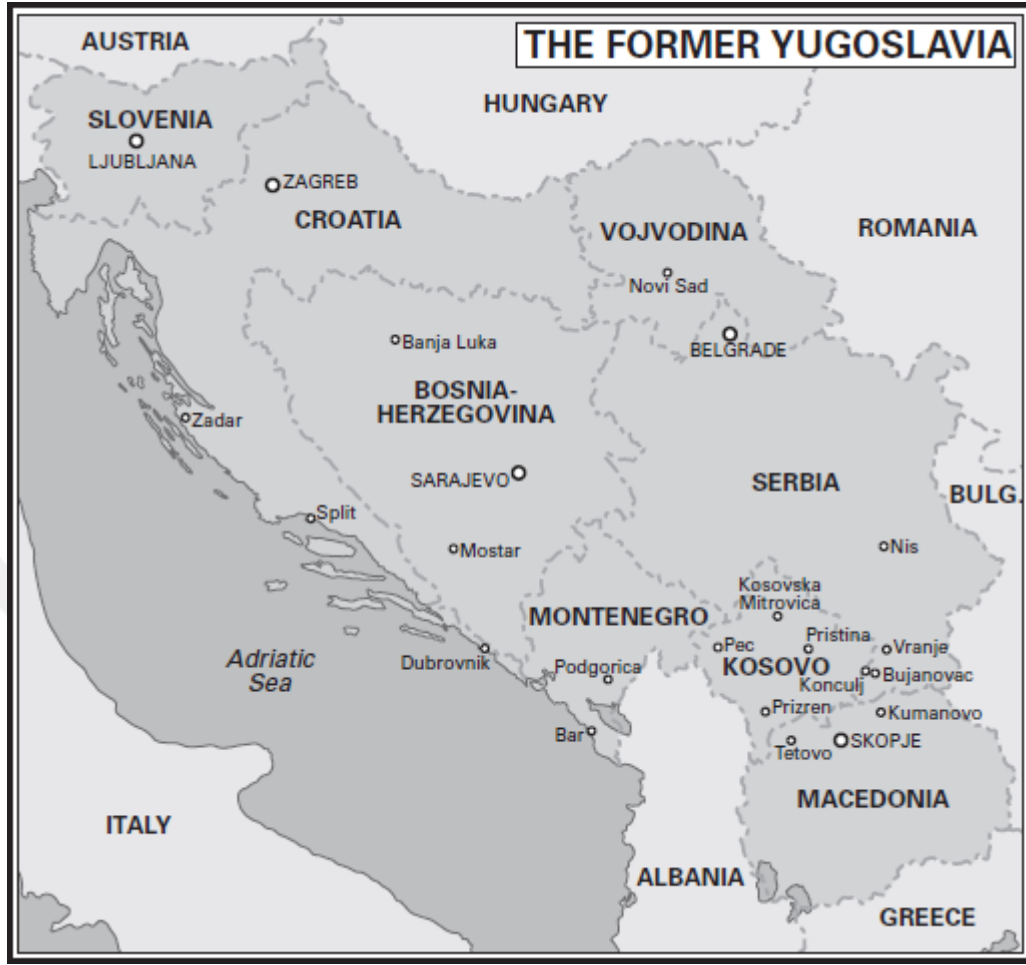 AUSTRIA
THE FORMER YUGOSLAVIA
HUNGARY
SLOVENIA
LJUBLJANA
ZAGREB
CROATIA
VOJVODINA
ROMANIA
Novi Sad
BELGRADE
Banja Luka
BOSNIA-
HERZEGOVINA
Zadar
SARAJEVO
SERBIA
BULG.
Split
Mostar
Nis
Kosovska
Mitrovica
MONTENEGRO
Pristina
Pec
Vranje
KOSOVO
Adriatic
Sea
Dubrovnik
Podgorica
Konculj
Bujanovac
Prizren
Kumanovo
Bar
Tetovo
SKOPJE
MACEDONIA
ITALY
ALBANIA
GREECE